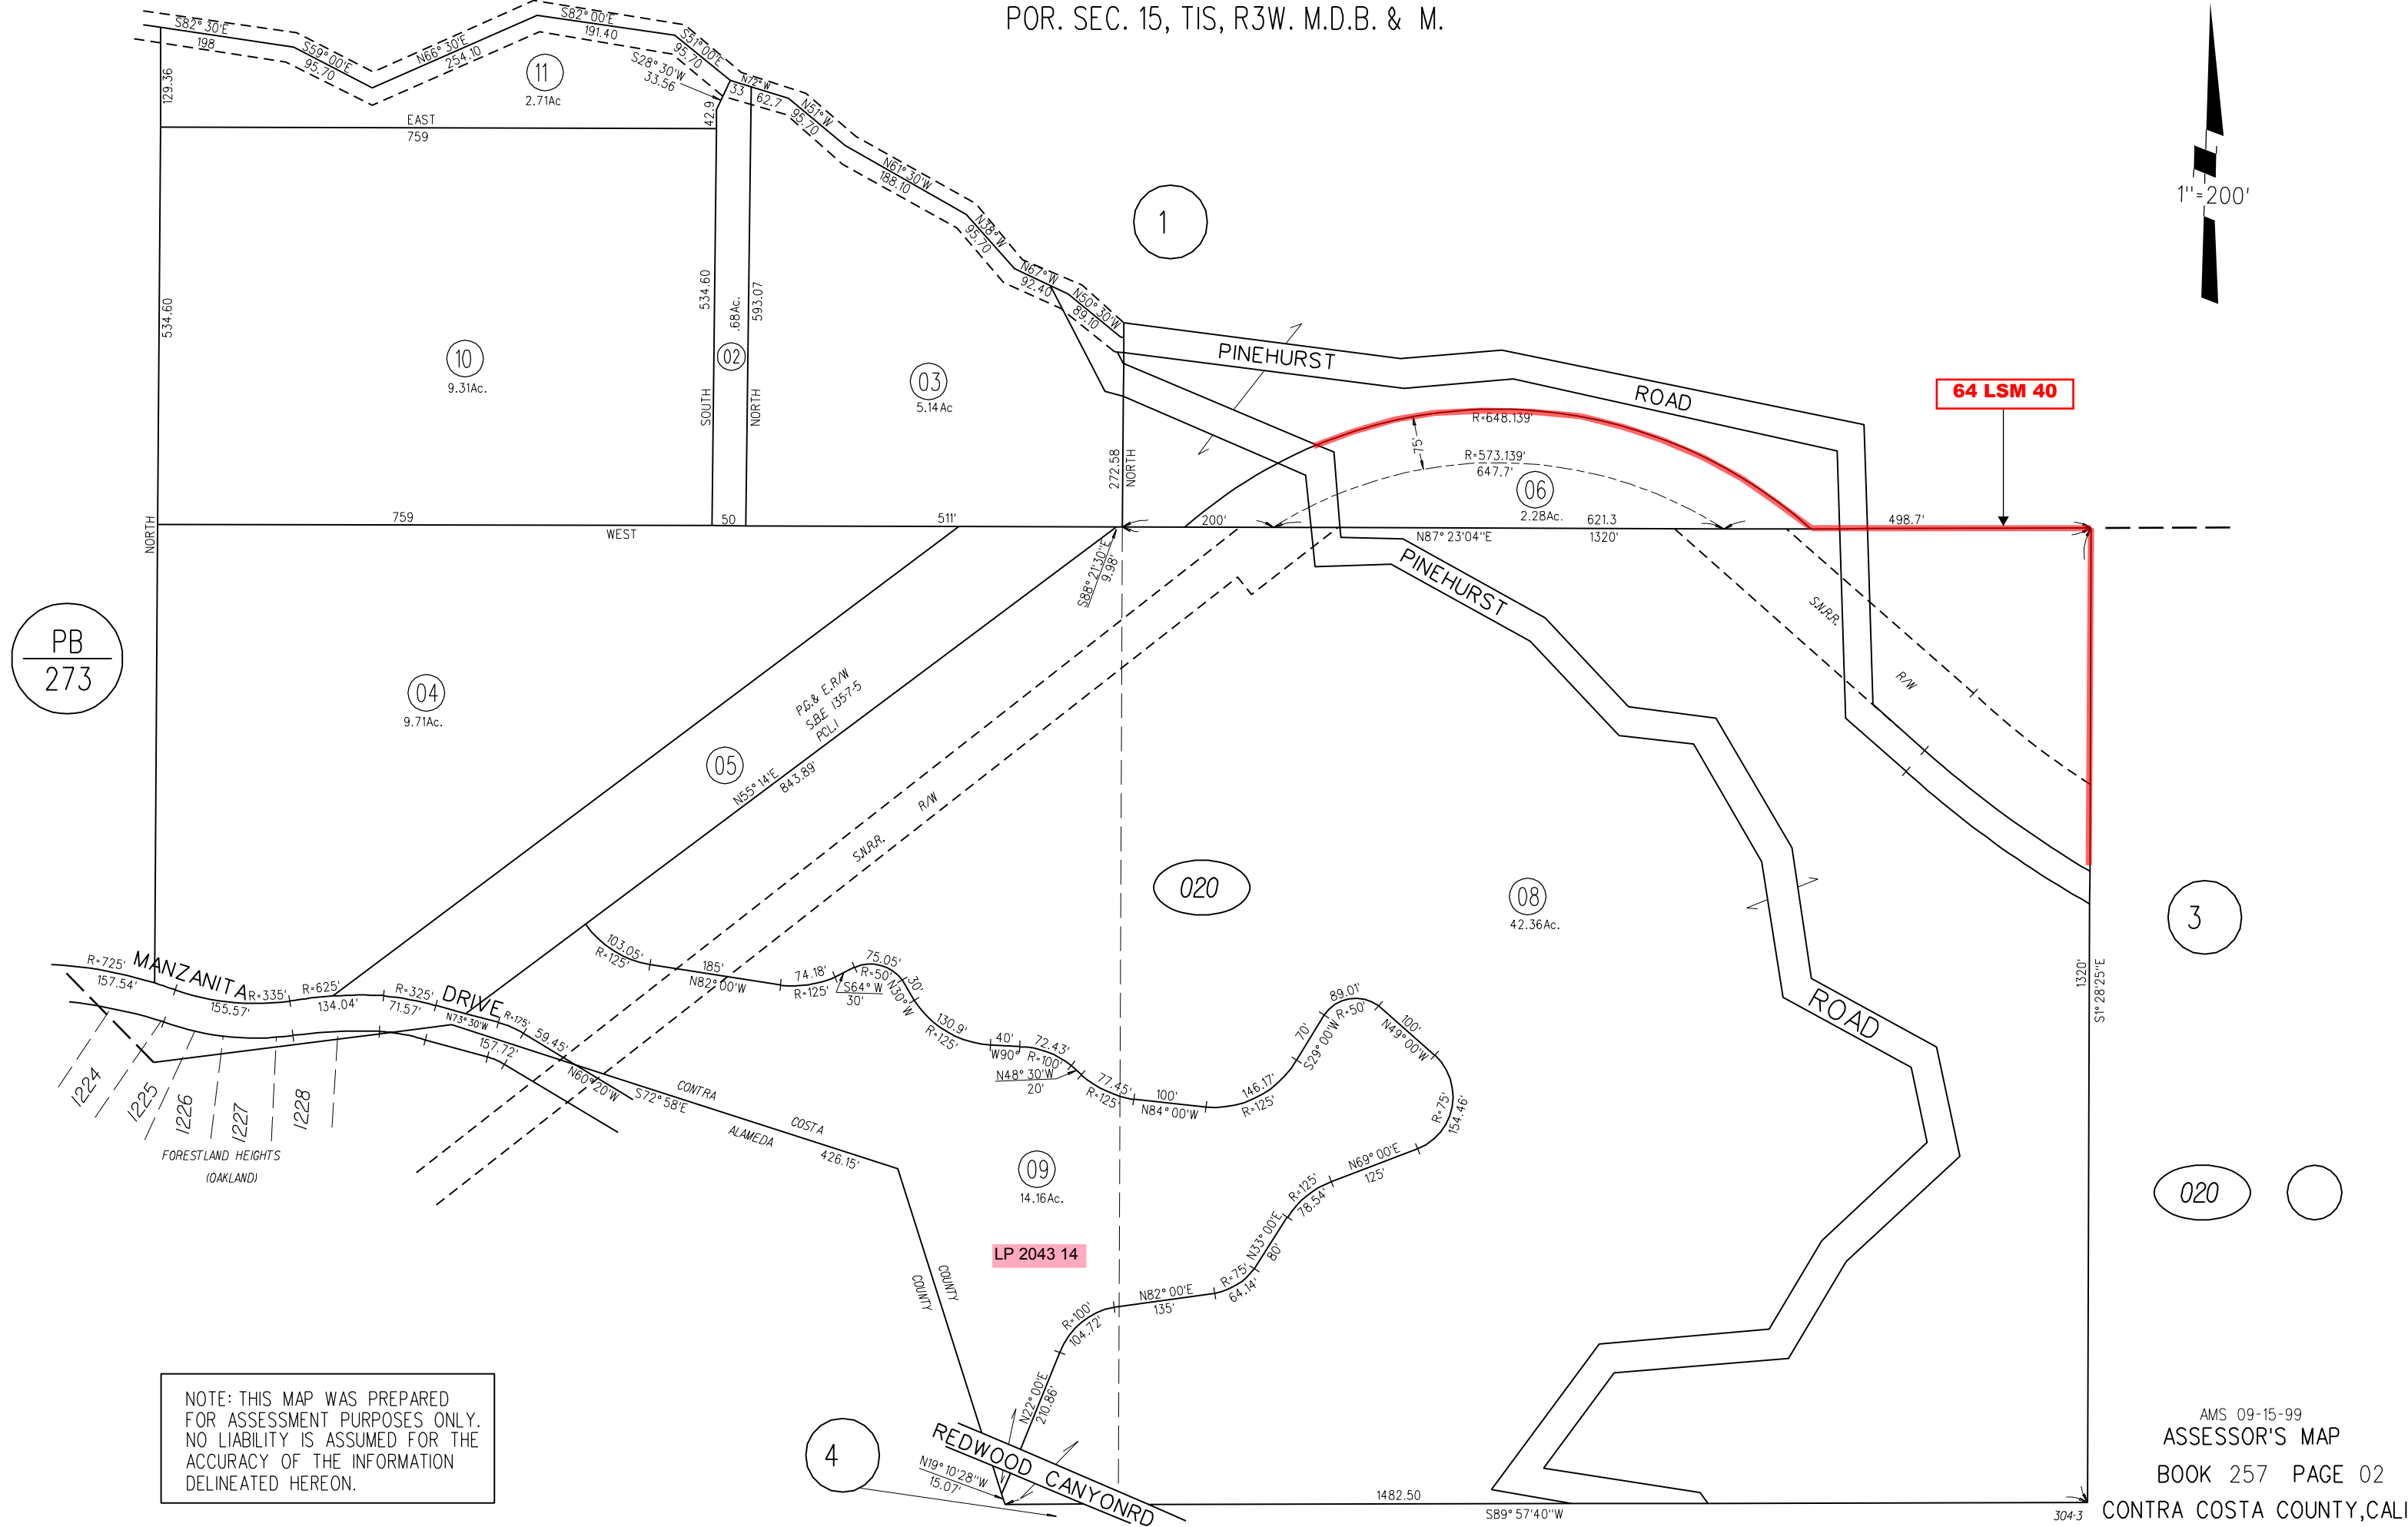 POR. SEC. 15, T1S, R3W. M.D.B. & M.
1"=200'
S82° 30'E
198
S59° 00'E
95.70
N66° 30'E
254.10
S82° 00'E
191.40
S51° 00'E
95.70
S28° 30'W
33.56
N72° W
33
62.7
N51° W
95.70
N61° 30'W
188.10
N38° W
95.70
N67° W
92.40
N50° 30'W
89.10
129.36
11
2.71Ac
42.9
EAST
759
1
534.60
10
9.31Ac.
534.60
SOUTH
.68Ac.
02
593.07
NORTH
03
5.14Ac
272.58
NORTH
PINEHURST
ROAD
64 LSM 40
R=648.139'
75'
R=573.139'
647.7'
06
2.28Ac.
NORTH
759
50
511'
WEST
200'
621.3
498.7'
N87° 23'04"E
1320'
S88° 21'30"E
9.98'
PINEHURST
S.N.R.R.
R/W
PB
273
04
9.71Ac.
P.G.& E.R/W
S.B.E 135-7-5
PCL.1
05
N55° 14'E
843.89'
S.N.R.R.
R/W
020
08
42.36Ac.
3
1320'
S1° 28'25"E
ROAD
MANZANITA
DRIVE
R=725'
157.54'
R=335'
155.57'
R=625'
134.04'
R=325'
71.57'
N73° 30'W
R=175'
59.45'
157.72'
N60° 20'W
S72° 58'E
103.05'
R=125'
185'
N82° 00'W
74.18'
R=125'
S64° W
30'
75.05'
R=50'
30'
N30° W
130.9'
R=125'
40'
W90°
72.43'
R=100'
N48° 30'W
20'
77.45'
R=125'
100'
N84° 00'W
146.17'
R=125'
70'
S29° 00'W
89.01'
R=50'
100'
N49° 00'W
R=75'
154.46'
N69° 00'E
125'
R=125'
78.54'
N33° 00'E
80'
R=75'
64.14'
N82° 00'E
135'
R=100'
104.72'
N22° 00'E
210.86'
1224
1225
1226
1227
1228
FORESTLAND HEIGHTS
(OAKLAND)
CONTRA
COSTA
ALAMEDA
426.15'
COUNTY
COUNTY
09
14.16Ac.
LP 2043 14
020
4
REDWOOD CANYONRD
N19° 10'28"W
15.07'
1482.50
S89° 57'40"W
304-3
NOTE: THIS MAP WAS PREPARED
FOR ASSESSMENT PURPOSES ONLY.
NO LIABILITY IS ASSUMED FOR THE
ACCURACY OF THE INFORMATION
DELINEATED HEREON.
AMS 09-15-99
ASSESSOR'S MAP
BOOK 257 PAGE 02
CONTRA COSTA COUNTY,CALI